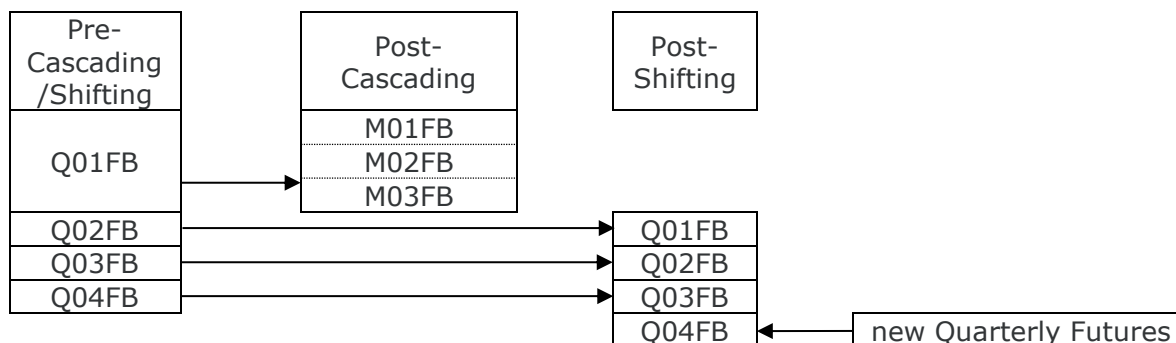 Pre-
Cascading
/Shifting
Post-
Cascading
Post-
Shifting
Q01FB
M01FB
M02FB
M03FB
Q02FB
Q01FB
Q03FB
Q02FB
Q04FB
Q03FB
Q04FB
new Quarterly Futures